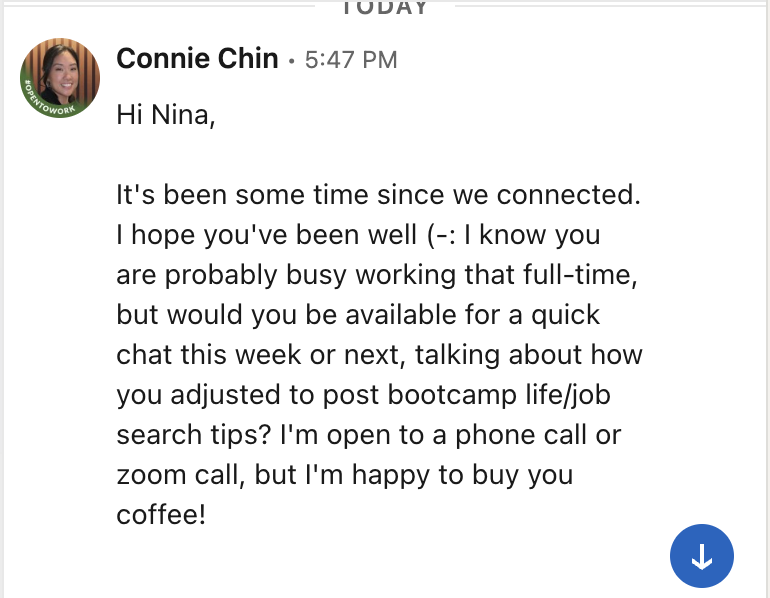 TODAY
Connie Chin • 5:47 PM
#OPENTOWORK
Hi Nina,
It's been some time since we connected.
I hope you've been well (-: I know you
are probably busy working that full-time,
but would you be available for a quick
chat this week or next, talking about how
you adjusted to post bootcamp life/job
search tips? I'm open to a phone call or
zoom call, but I'm happy to buy you
coffee!